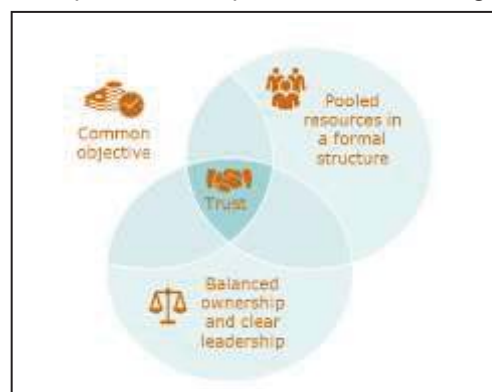 Common
objective
Pooled
resources in
a formal
structure
Trust
Balanced
ownership
and clear
leadership